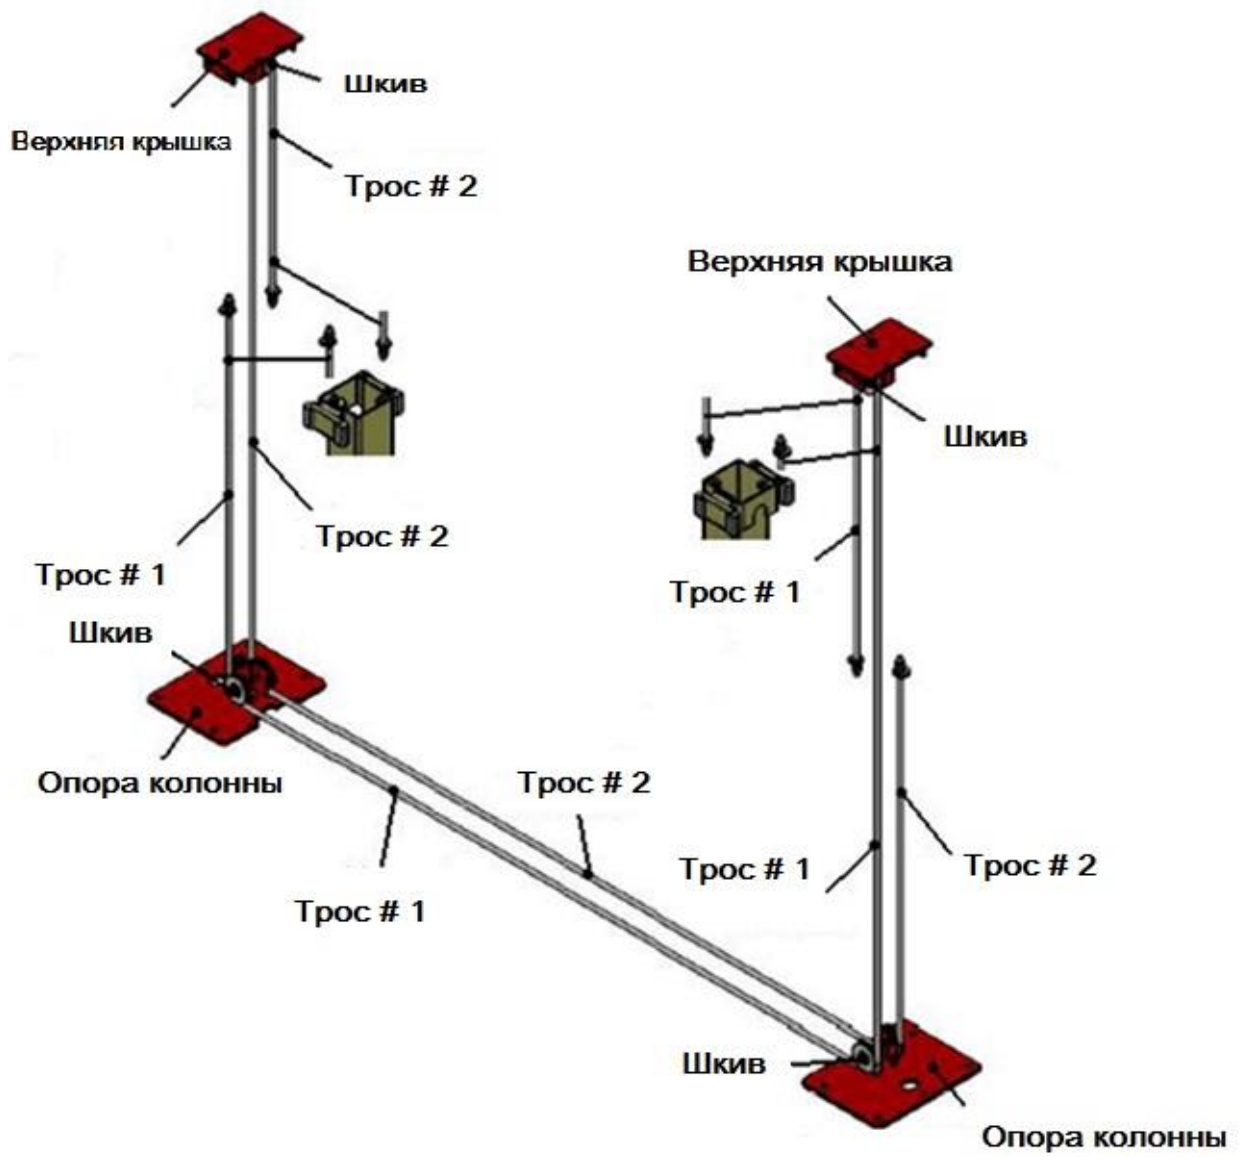 Шкив
Верхняя крышка
Трос # 2
Верхняя крышка
Шкив
Трос # 2
Трос # 1
Трос # 1
Шкив
Опора колонны
Трос # 2
Трос # 1
Трос # 2
Трос # 1
Шкив
Опора колонны